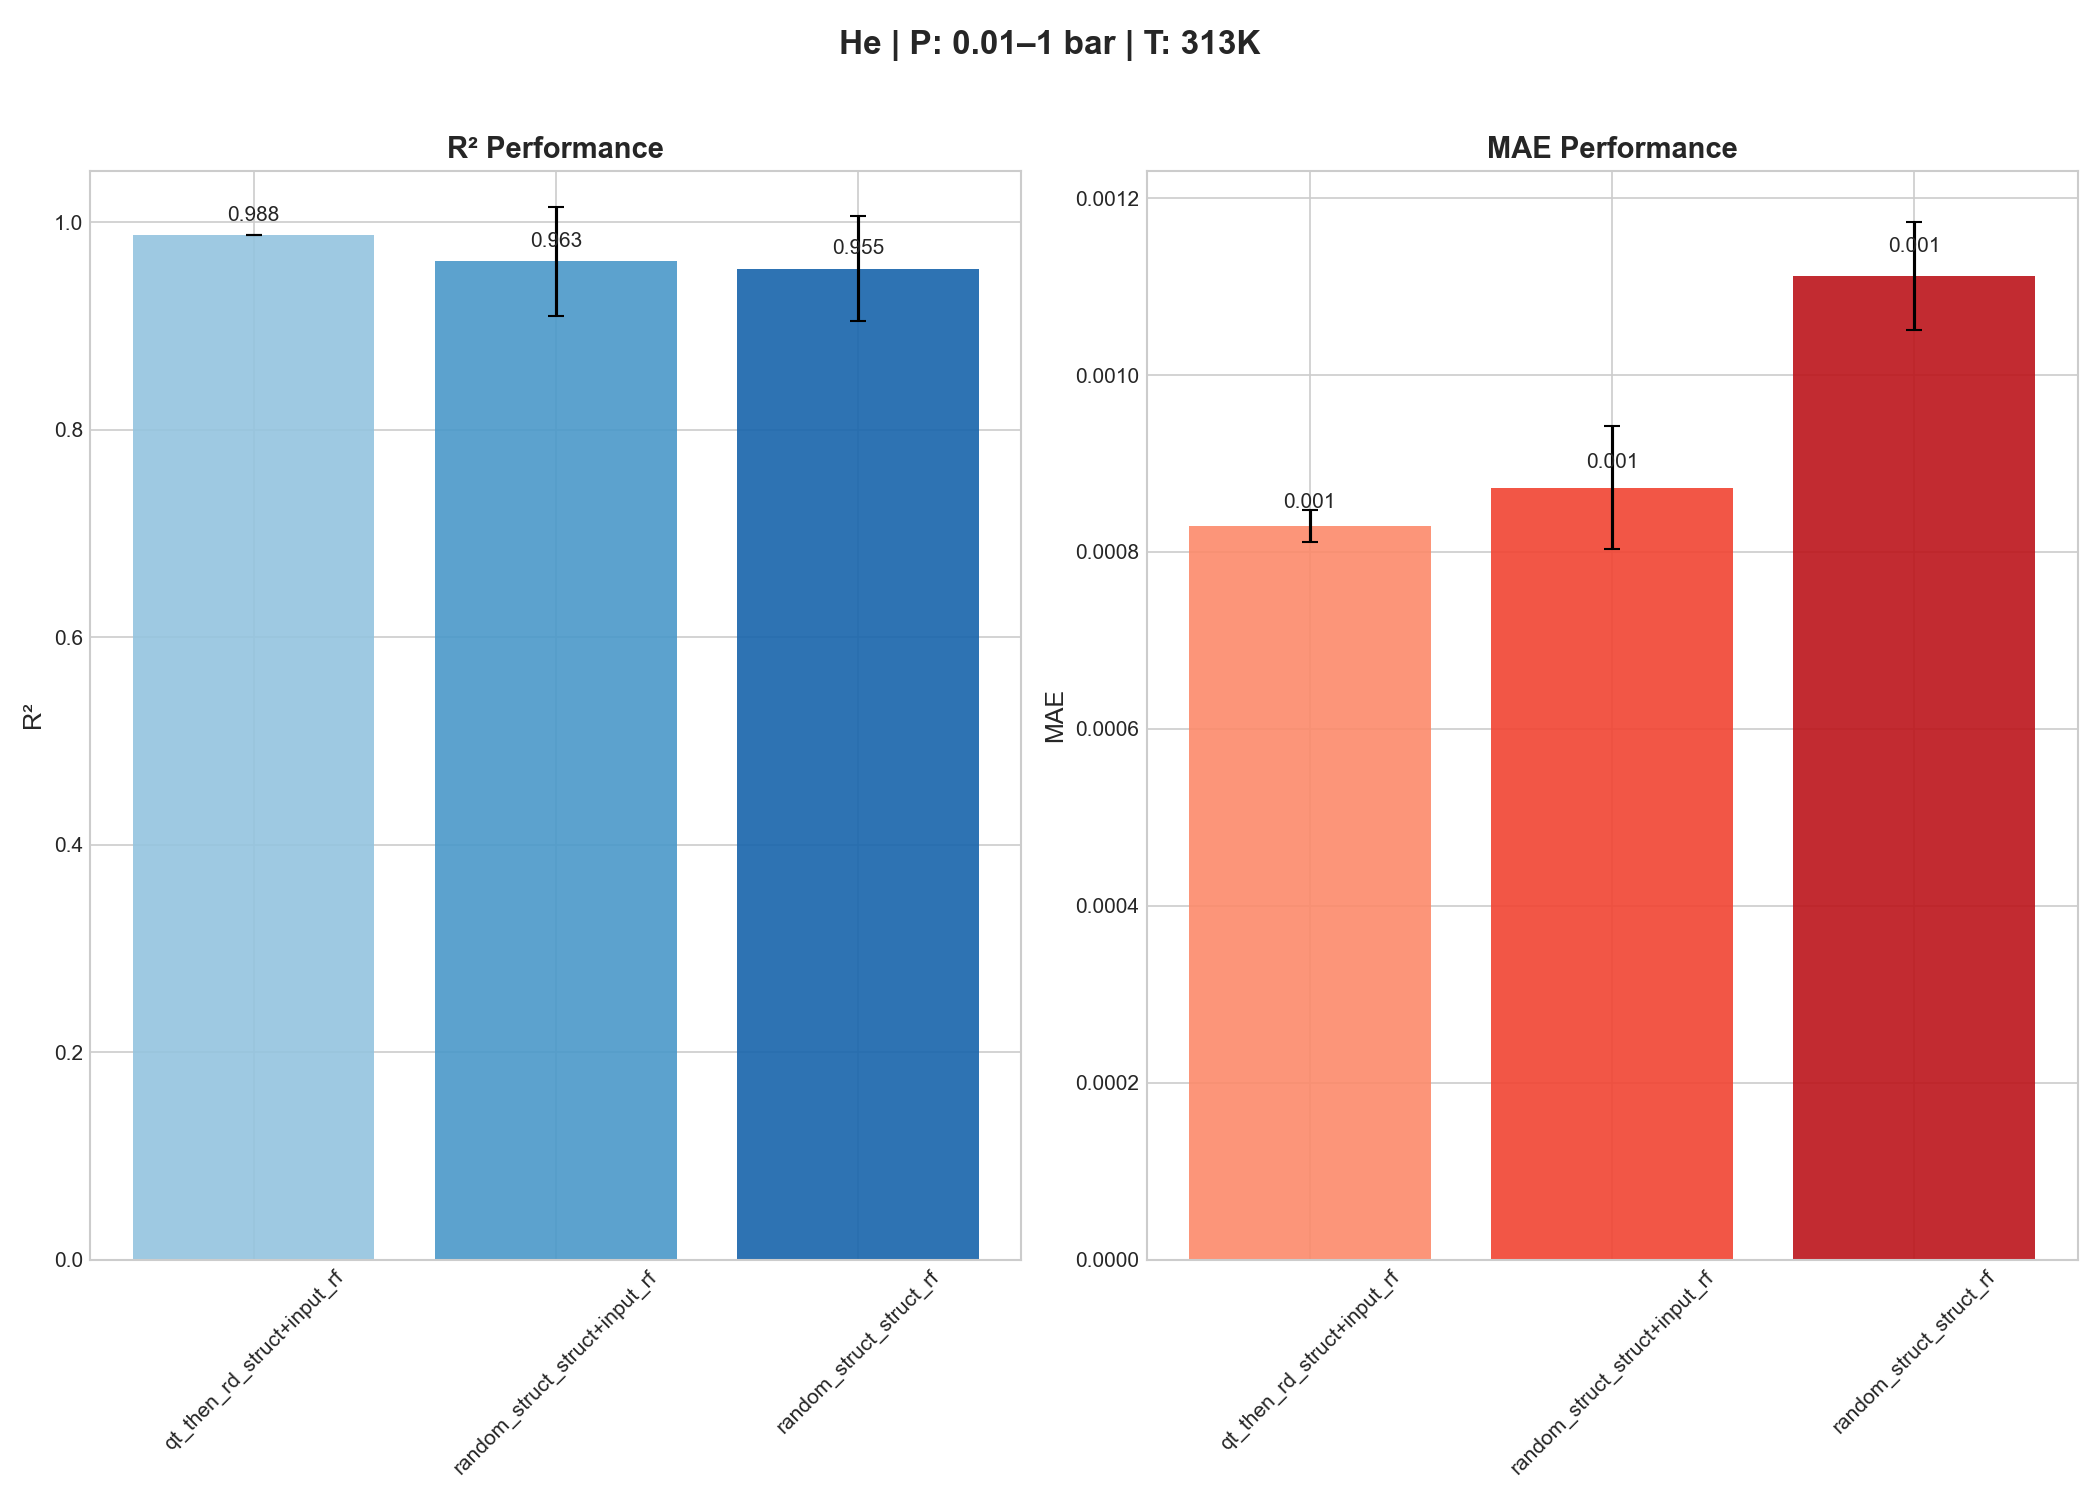 He | P: 0.01–1 bar | T: 313K
R² Performance
1.0
0.8
0.6
0.4
0.2
0.0
R²
0.988
0.963
0.955
qt_then_rd_struct+input_rf
random_struct_struct+input_rf
random_struct_struct_rf
MAE Performance
0.0012
0.0010
0.0008
0.0006
0.0004
0.0002
0.0000
MAE
0.001
0.001
0.001
qt_then_rd_struct+input_rf
random_struct_struct+input_rf
random_struct_struct_rf